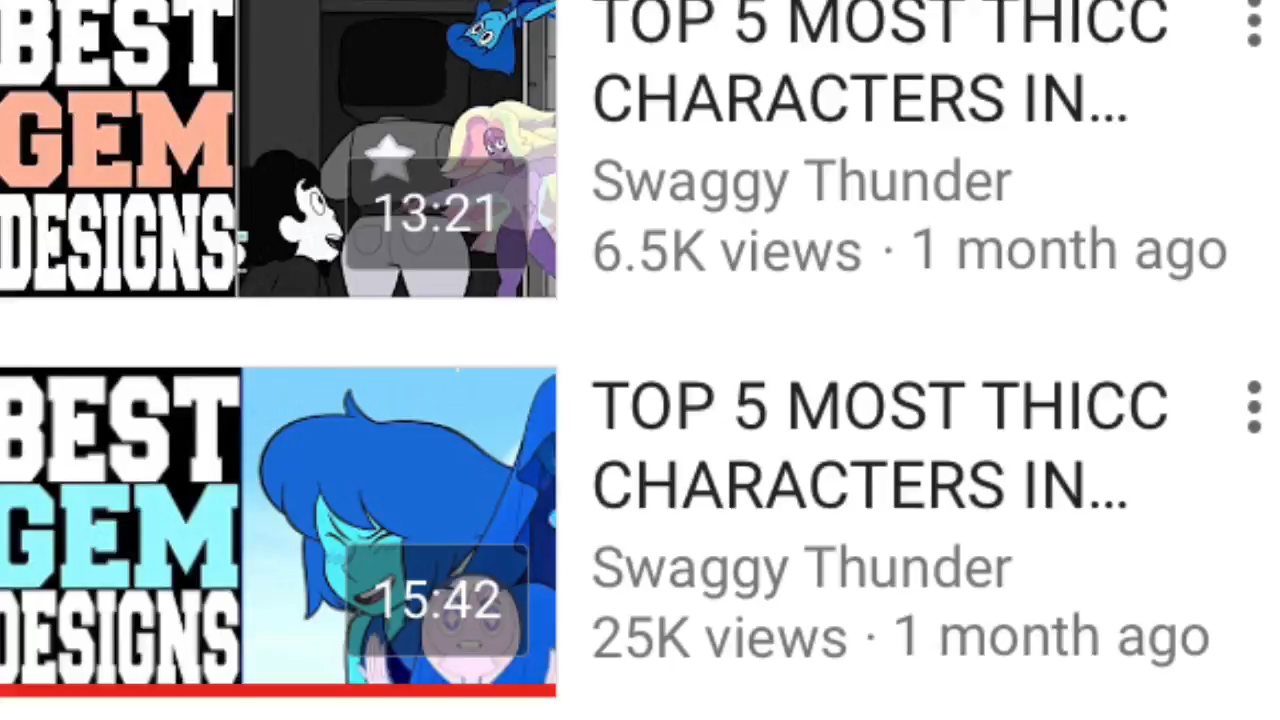 BEST
GEM
DESIGNS
13:21
TOP 5 MOST THICC
CHARACTERS IN...
Swaggy Thunder
6.5K views · 1 month ago
BEST
GEM
DESIGNS
15:42
TOP 5 MOST THICC
CHARACTERS IN...
Swaggy Thunder
25K views · 1 month ago